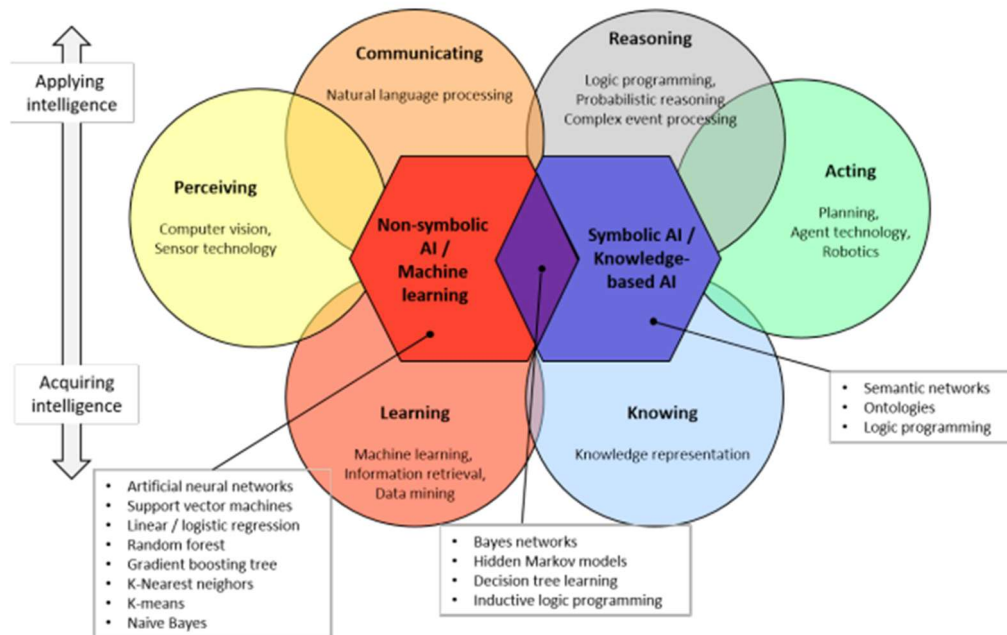 Applying
intelligence
Acquiring
intelligence
Communicating
Natural language processing
Reasoning
Logic programming,
Probabilistic reasoning
Complex event processing
Perceiving
Computer vision,
Sensor technology
Acting
Planning,
Agent technology,
Robotics
Non-symbolic
AI /
Machine
learning
Symbolic AI /
Knowledge-
based AI
Learning
Machine learning,
Information retrieval,
Data mining
Knowing
Knowledge representation
• Semantic networks
• Ontologies
• Logic programming
• Artificial neural networks
• Support vector machines
• Linear / logistic regression
• Random forest
• Gradient boosting tree
• K-Nearest neighors
• K-means
• Naive Bayes
• Bayes networks
• Hidden Markov models
• Decision tree learning
• Inductive logic programming